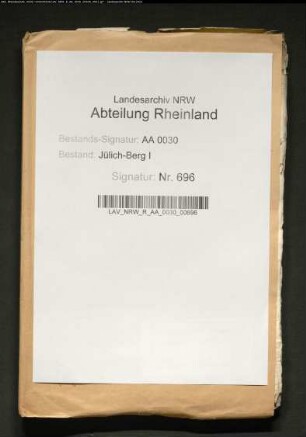 Landesarchiv NRW
Abteilung Rheinland
Bestands-Signatur: AA 0030
Bestand: Jülich-Berg I
Signatur: Nr. 696
LAV_NRW_R_AA_0030_00696